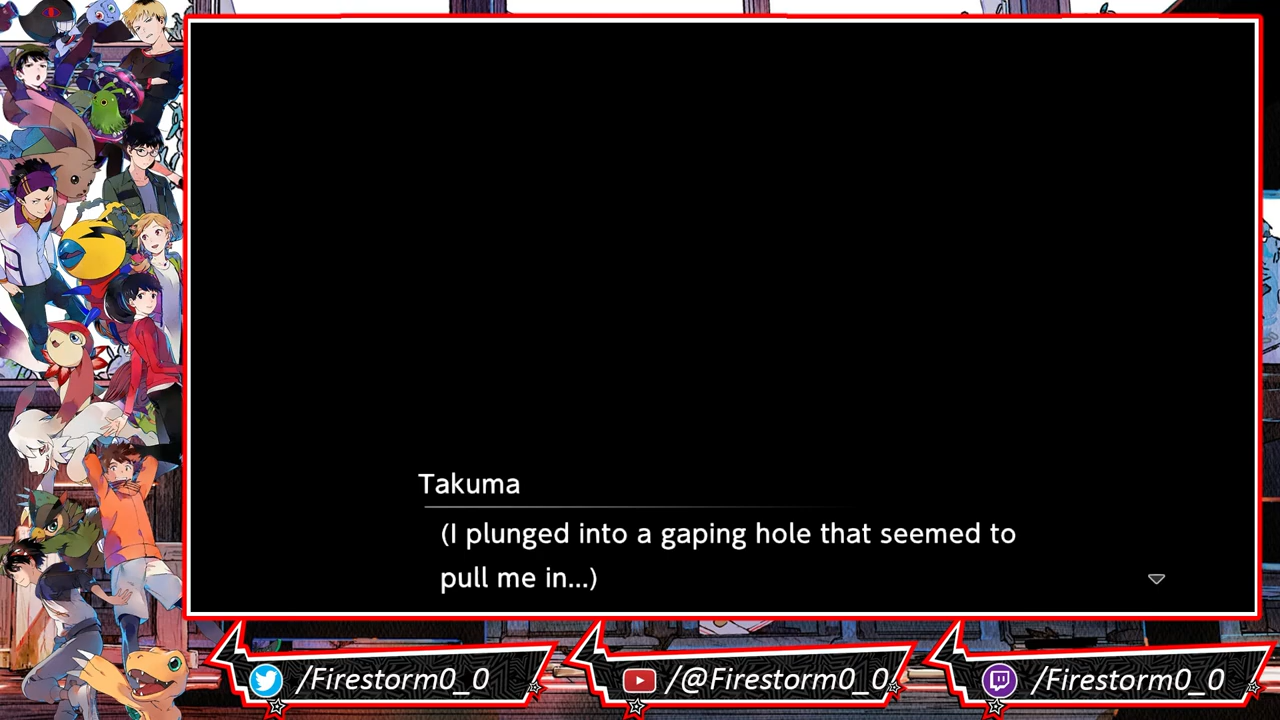 Takuma
(I plunged into a gaping hole that seemed to
pull me in...)
/Firestorm0_0
/@Firestorm0_0
/Firestorm0_0